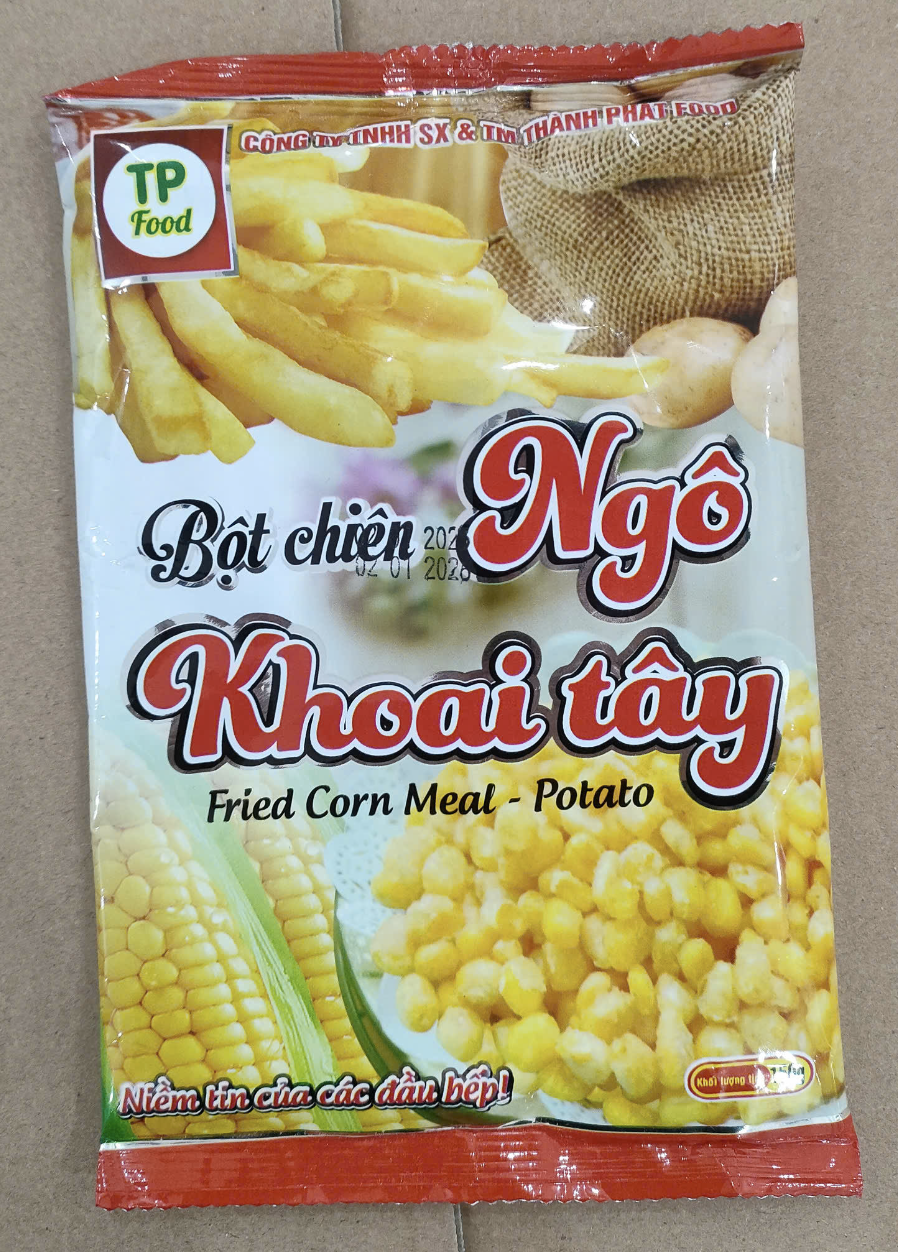 CÔNG TY TNHH SX & TM THÀNH PHÁT FOOD
TP
Food
Bột chiên
Ngô
02 01 2026
Khoai tây
Fried Corn Meal - Potato
Niềm tin của các đầu bếp!
Khối lượng